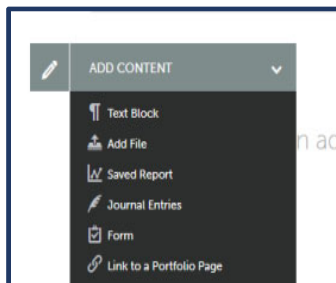 ADD CONTENT
Text Block
Add File
Saved Report
Journal Entries
Form
Link to a Portfolio Page